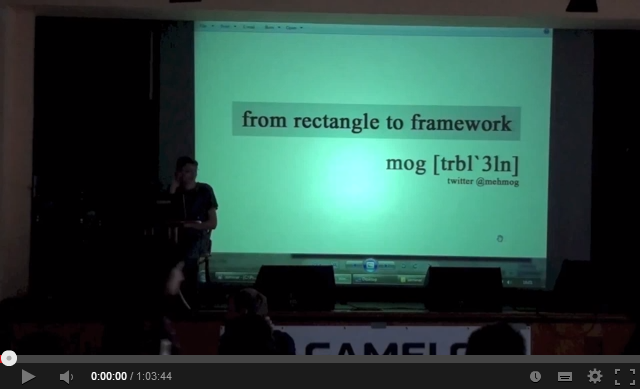 from rectangle to framework
mog [trbl`3ln]
twitter @mehmog
0:00:00 / 1:03:44